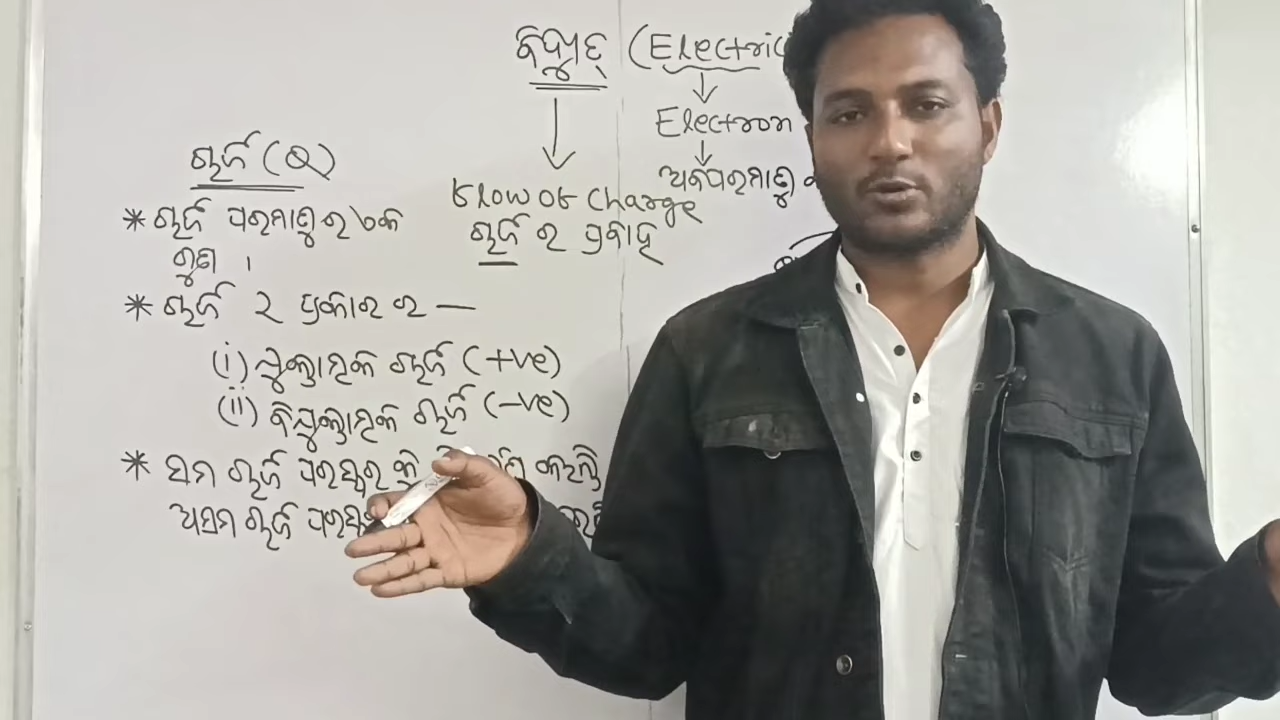 ବିଦ୍ୟୁତ୍ (Electric
Electron
Flow of Charge
ଚାର୍ଜ ର ପ୍ରବାହ
ଚାର୍ଜ (Q)
* ଚାର୍ଜ ପରମାଣୁର ଏକ
ଗୁଣ ।
* ଚାର୍ଜ ୨ ପ୍ରକାର ର —
(i) ଯୁକ୍ତାତ୍ମକ ଚାର୍ଜ (+ve)
(ii) ବିଯୁକ୍ତାତ୍ମକ ଚାର୍ଜ (-ve)
* ସମ ଚାର୍ଜ ପରସ୍ପର କୁ
ଅସମ ଚାର୍ଜ